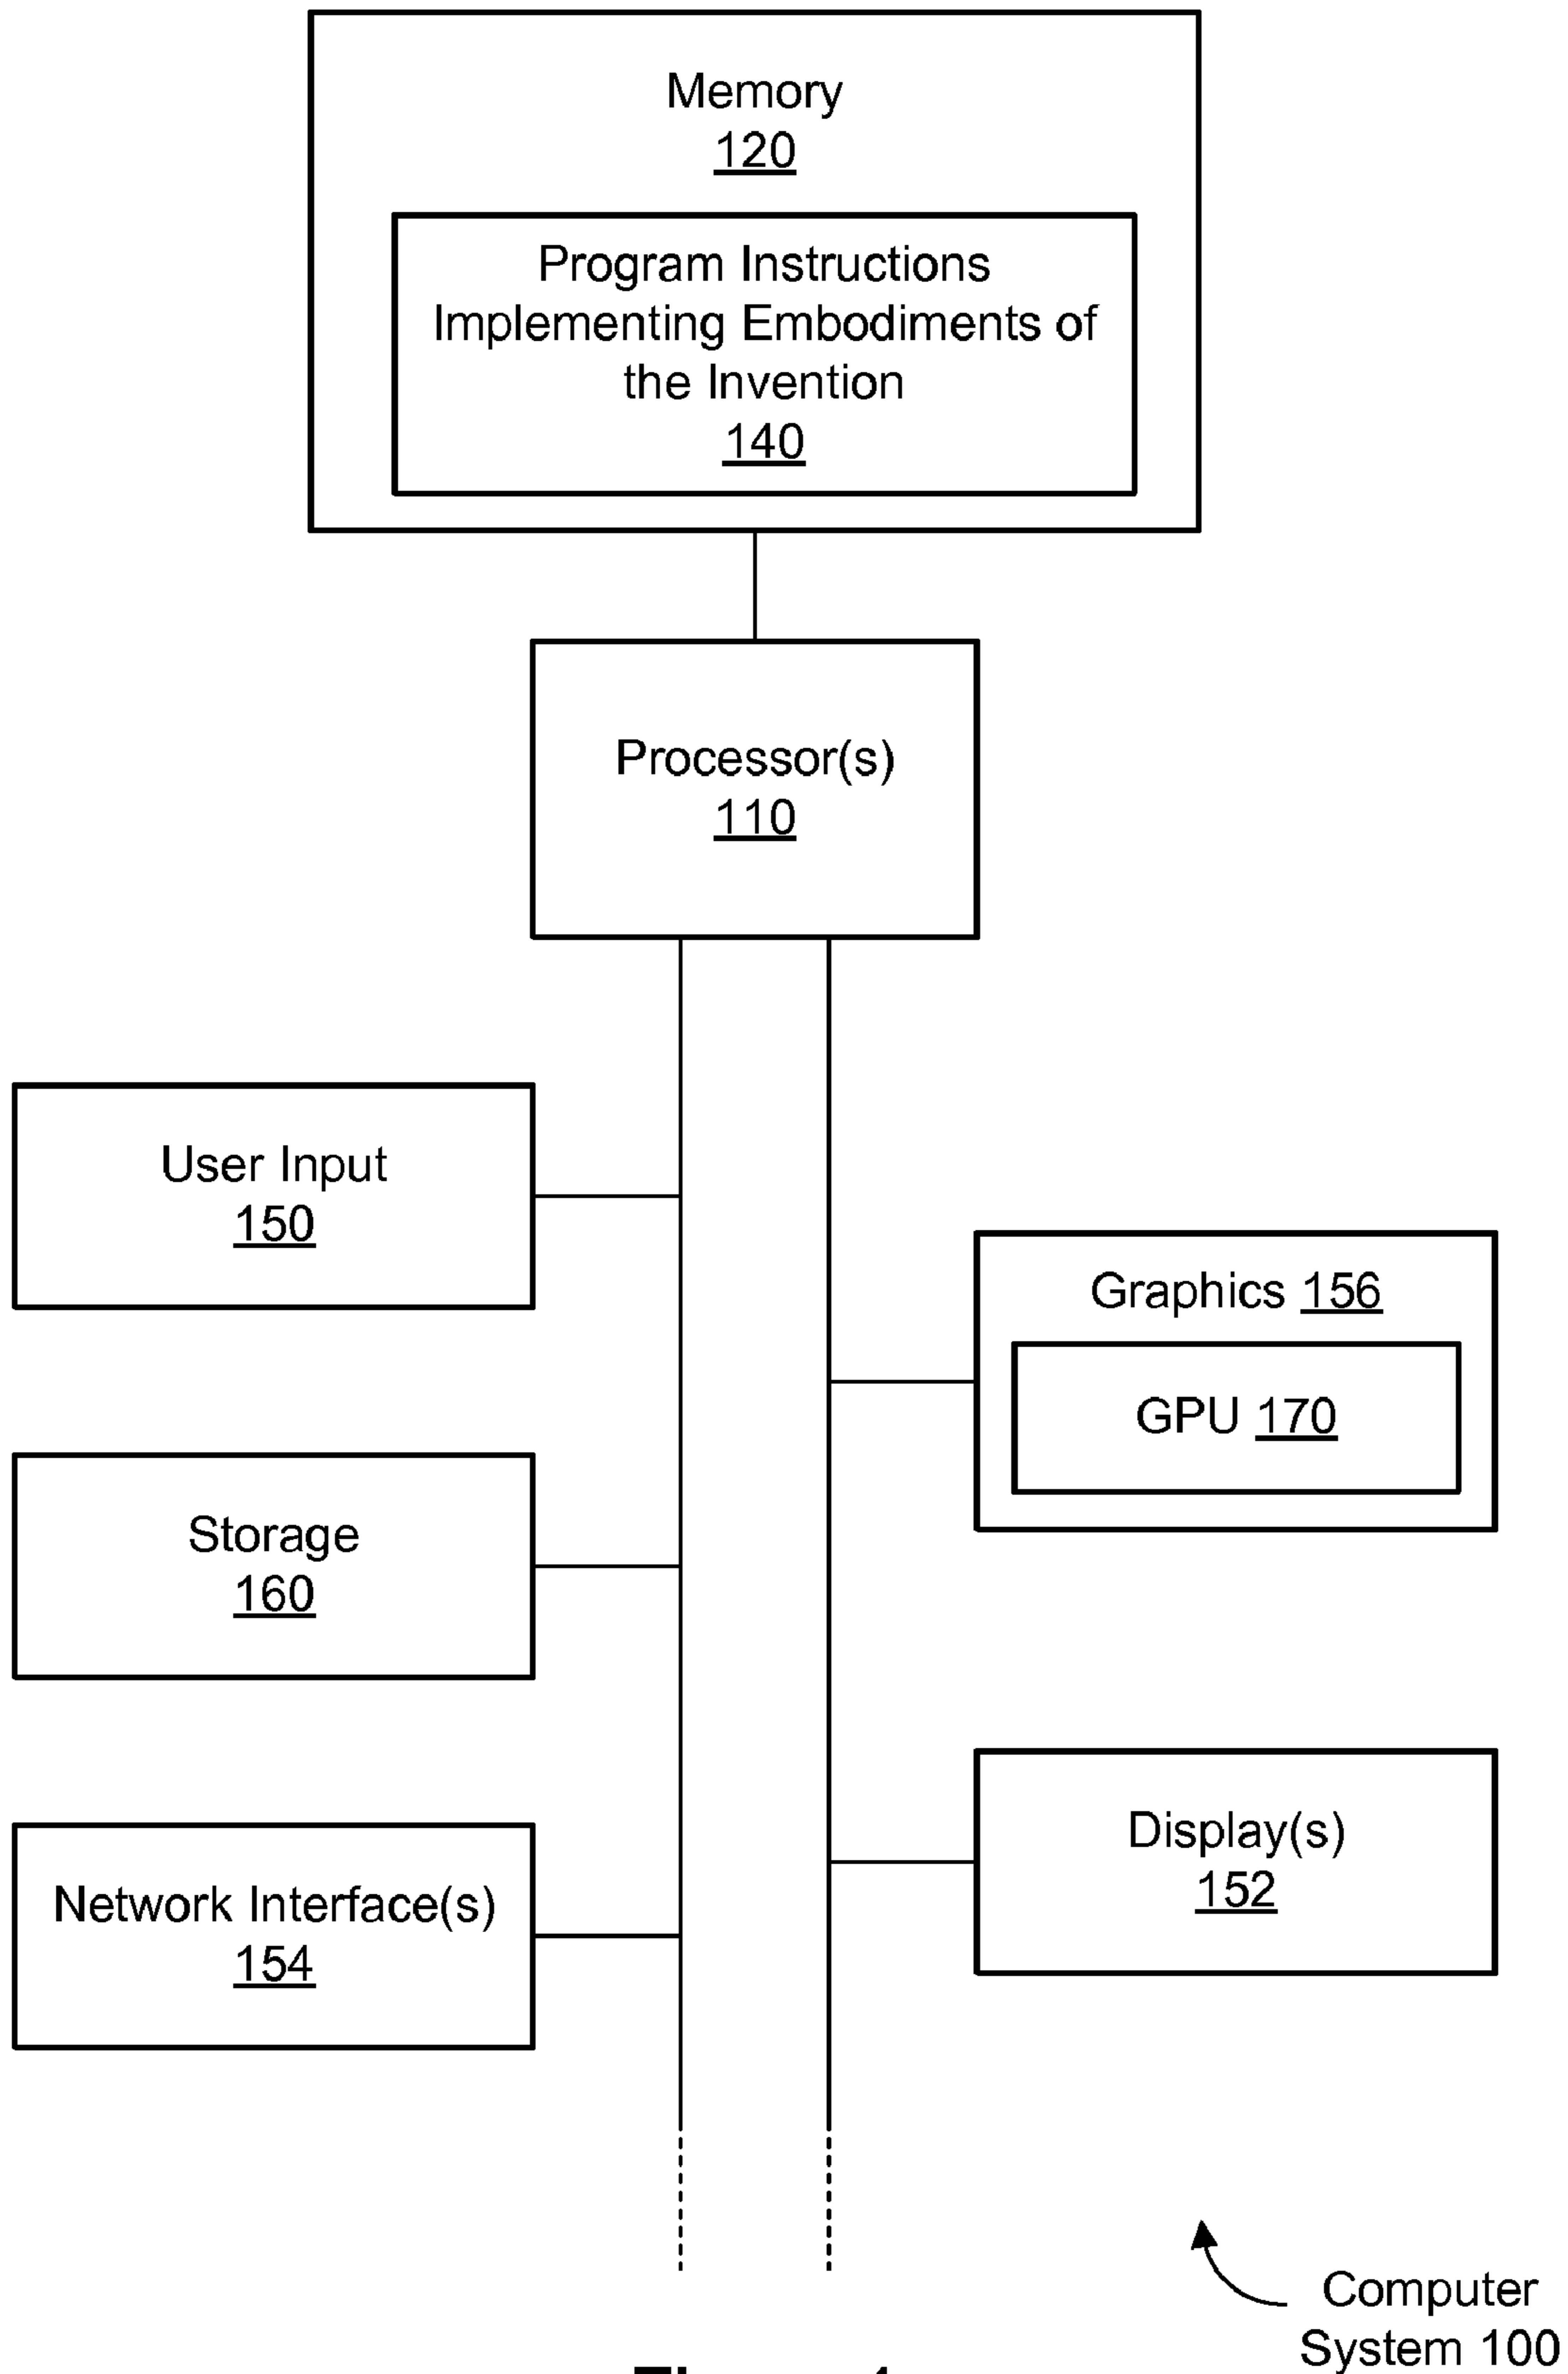 Memory
120
Program Instructions
Implementing Embodiments of
the Invention
140
Processor(s)
110
User Input
150
Graphics 156
GPU 170
Storage
160
Display(s)
152
Network Interface(s)
154
Computer
System 100